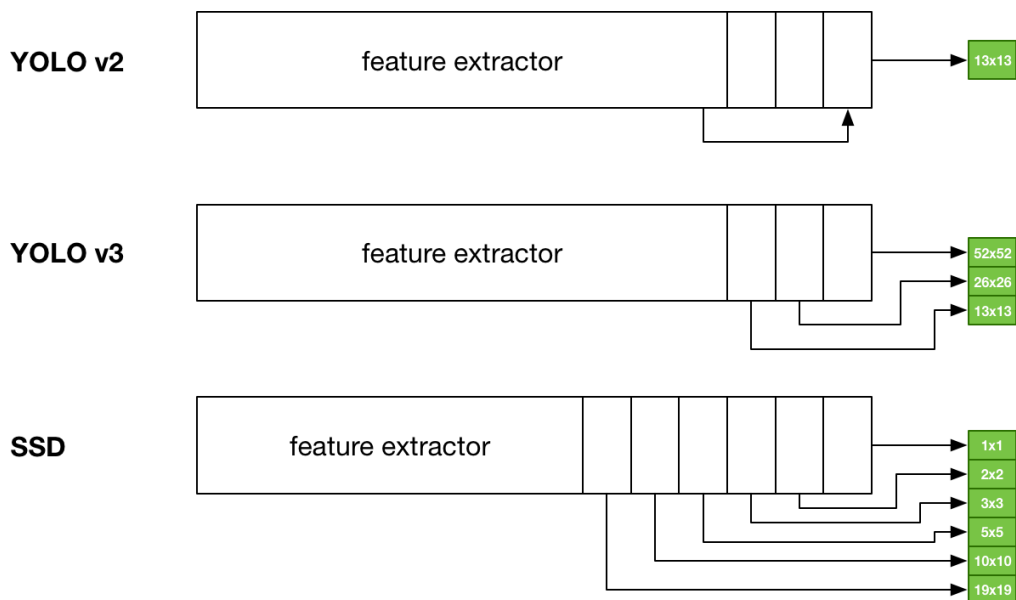 YOLO v2
feature extractor
13x13
YOLO v3
feature extractor
52x52
26x26
13x13
SSD
feature extractor
1x1
2x2
3x3
5x5
10x10
19x19